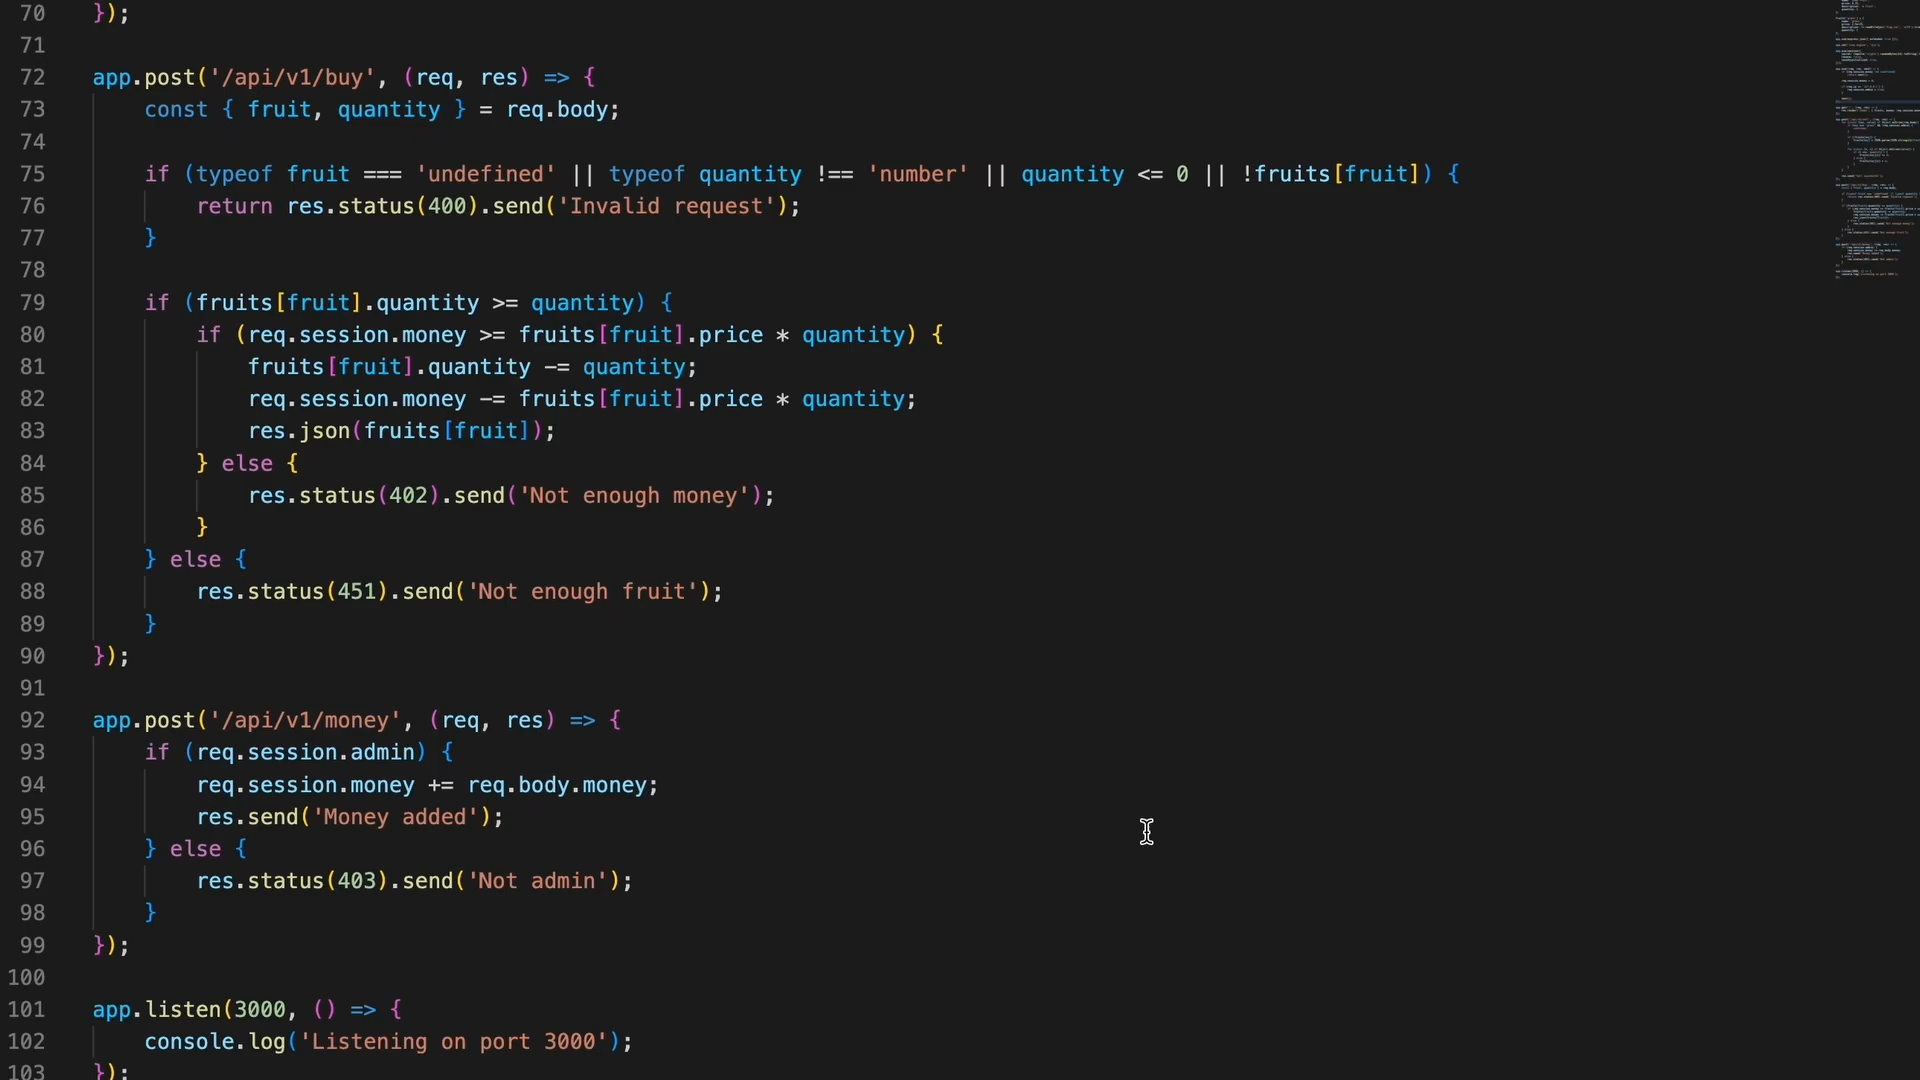 70 });
71
72 app.post('/api/v1/buy', (req, res) => {
73 const { fruit, quantity } = req.body;
74
75 if (typeof fruit === 'undefined' || typeof quantity !== 'number' || quantity <= 0 || !fruits[fruit]) {
76 return res.status(400).send('Invalid request');
77 }
78
79 if (fruits[fruit].quantity >= quantity) {
80 if (req.session.money >= fruits[fruit].price * quantity) {
81 fruits[fruit].quantity -= quantity;
82 req.session.money -= fruits[fruit].price * quantity;
83 res.json(fruits[fruit]);
84 } else {
85 res.status(402).send('Not enough money');
86 }
87 } else {
88 res.status(451).send('Not enough fruit');
89 }
90 });
91
92 app.post('/api/v1/money', (req, res) => {
93 if (req.session.admin) {
94 req.session.money += req.body.money;
95 res.send('Money added');
96 } else {
97 res.status(403).send('Not admin');
98 }
99 });
100
101 app.listen(3000, () => {
102 console.log('Listening on port 3000');
103 });